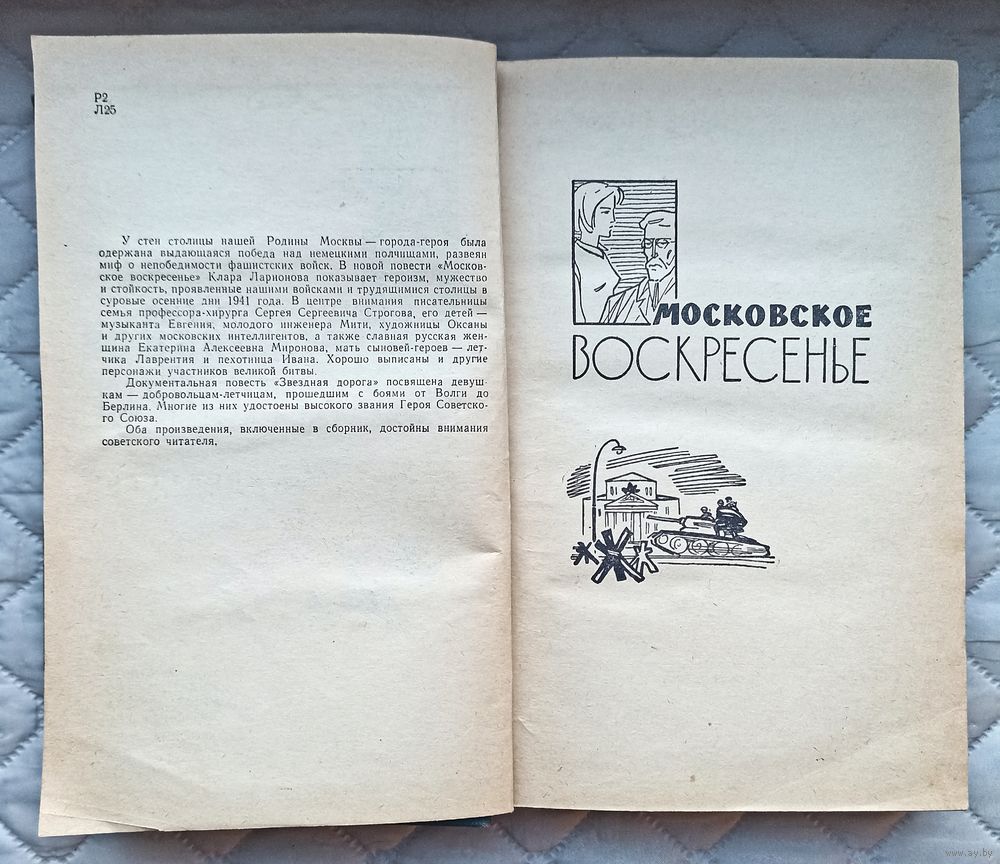 Р2
Л25
У стен столицы нашей Родины Москвы — города-героя была
одержана выдающаяся победа над немецкими полчищами, развеян
миф о непобедимости фашистских войск. В новой повести «Москов-
ское воскресенье» Клара Ларионова показывает героизм, мужество
и стойкость, проявленные нашими войсками и трудящимися столицы в
суровые осенние дни 1941 года. В центре внимания писательницы
семья профессора-хирурга Сергея Сергеевича Строгова, его детей —
музыканта Евгения, молодого инженера Мити, художницы Оксаны
и других московских интеллигентов, а также славная русская жен-
щина Екатерина Алексеевна Миронова, мать сыновей-героев — лет-
чика Лаврентия и пехотинца Ивана. Хорошо выписаны и другие
персонажи участников великой битвы.
Документальная повесть «Звездная дорога» посвящена девуш-
кам — добровольцам-летчицам, прошедшим с боями от Волги до
Берлина. Многие из них удостоены высокого звания Героя Советско-
го Союза.
Оба произведения, включенные в сборник, достойны внимания
советского читателя,
МОСКОВСКОЕ
ВОСКРЕСЕНЬЕ
www.ay.by